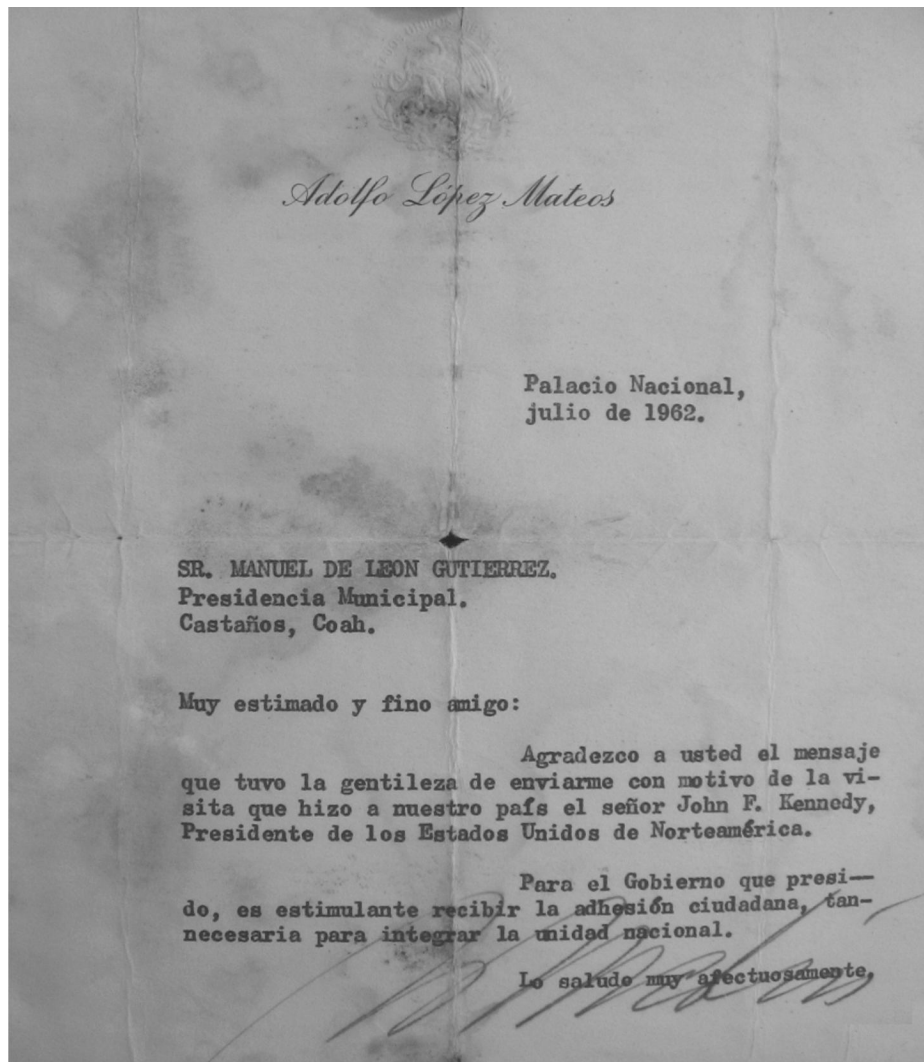 Adolfo López Mateos
Palacio Nacional,
julio de 1962.
SR. MANUEL DE LEON GUTIERREZ.
Presidencia Municipal.
Castaños, Coah.
Muy estimado y fino amigo:
Agradezco a usted el mensaje
que tuvo la gentileza de enviarme con motivo de la vi-
sita que hizo a nuestro país el señor John F. Kennedy,
Presidente de los Estados Unidos de Norteamérica.
Para el Gobierno que presi—
do, es estimulante recibir la adhesión ciudadana, tan-
necesaria para integrar la unidad nacional.
Lo saludo muy afectuosamente,